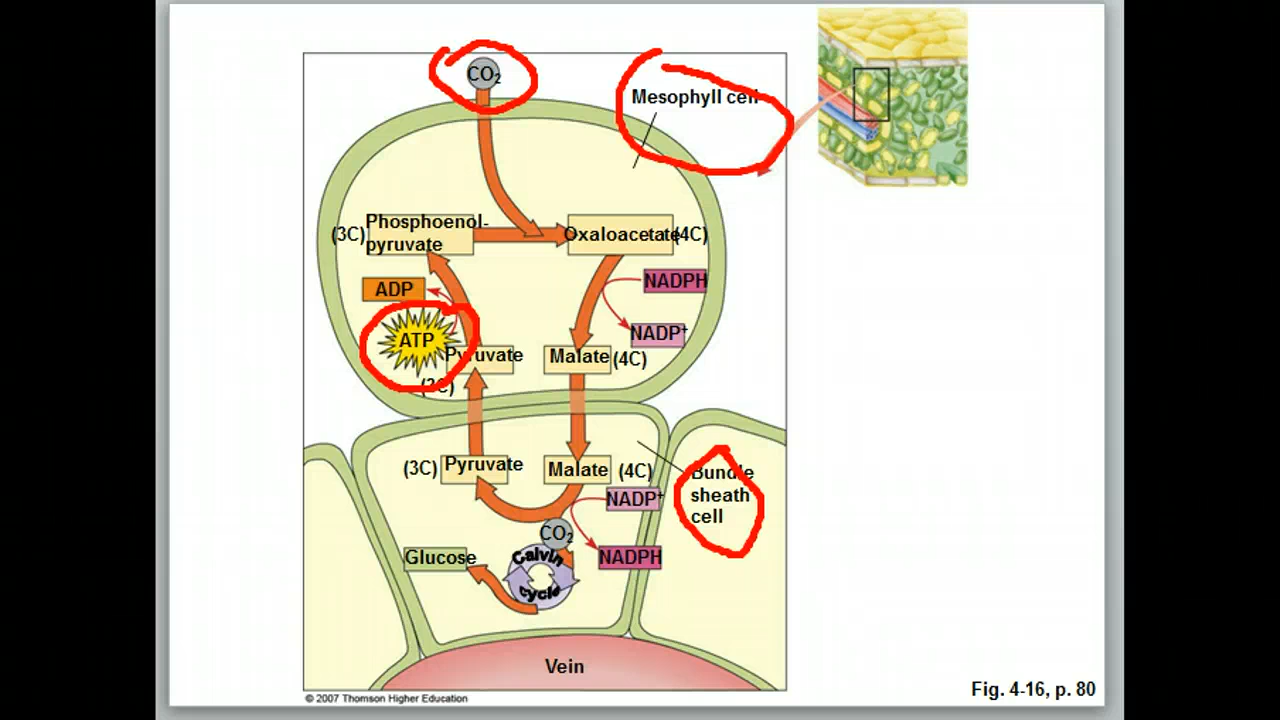 CO2
Mesophyll cell
(3C)
Phosphoenol-
pyruvate
Oxaloacetate
(4C)
ADP
NADPH
ATP
NADP+
Pyruvate
(3C)
Malate
(4C)
(3C)
Pyruvate
Malate
(4C)
Bundle
sheath
cell
NADP+
CO2
Glucose
Calvin
cycle
NADPH
Vein
Fig. 4-16, p. 80
© 2007 Thomson Higher Education